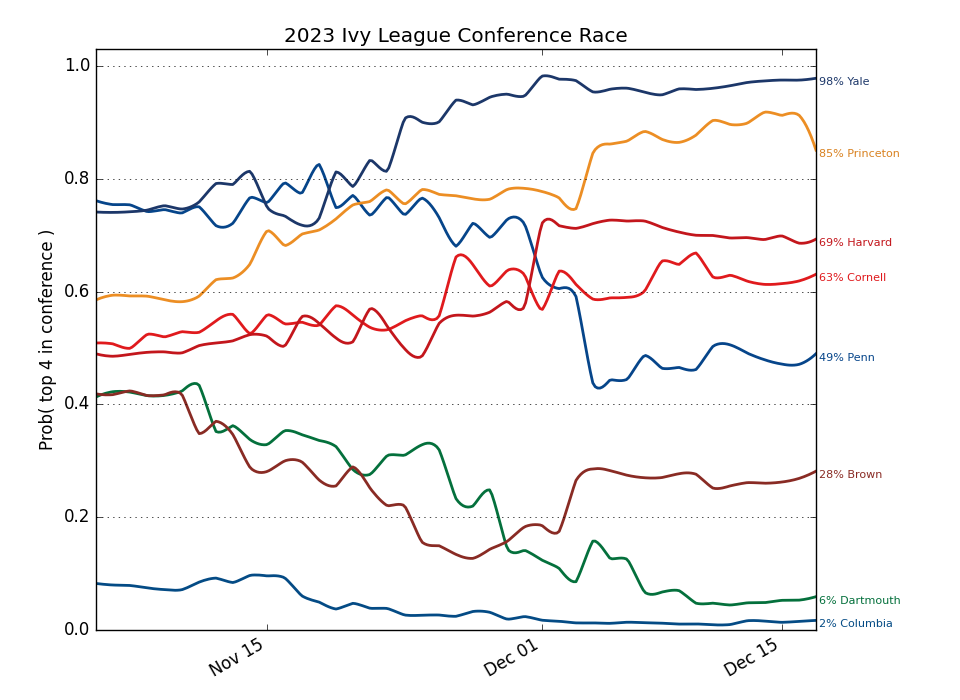 2023 Ivy League Conference Race
Prob( top 4 in conference )
1.0
0.8
0.6
0.4
0.2
0.0
Nov 15
Dec 01
Dec 15
98% Yale
85% Princeton
69% Harvard
63% Cornell
49% Penn
28% Brown
6% Dartmouth
2% Columbia